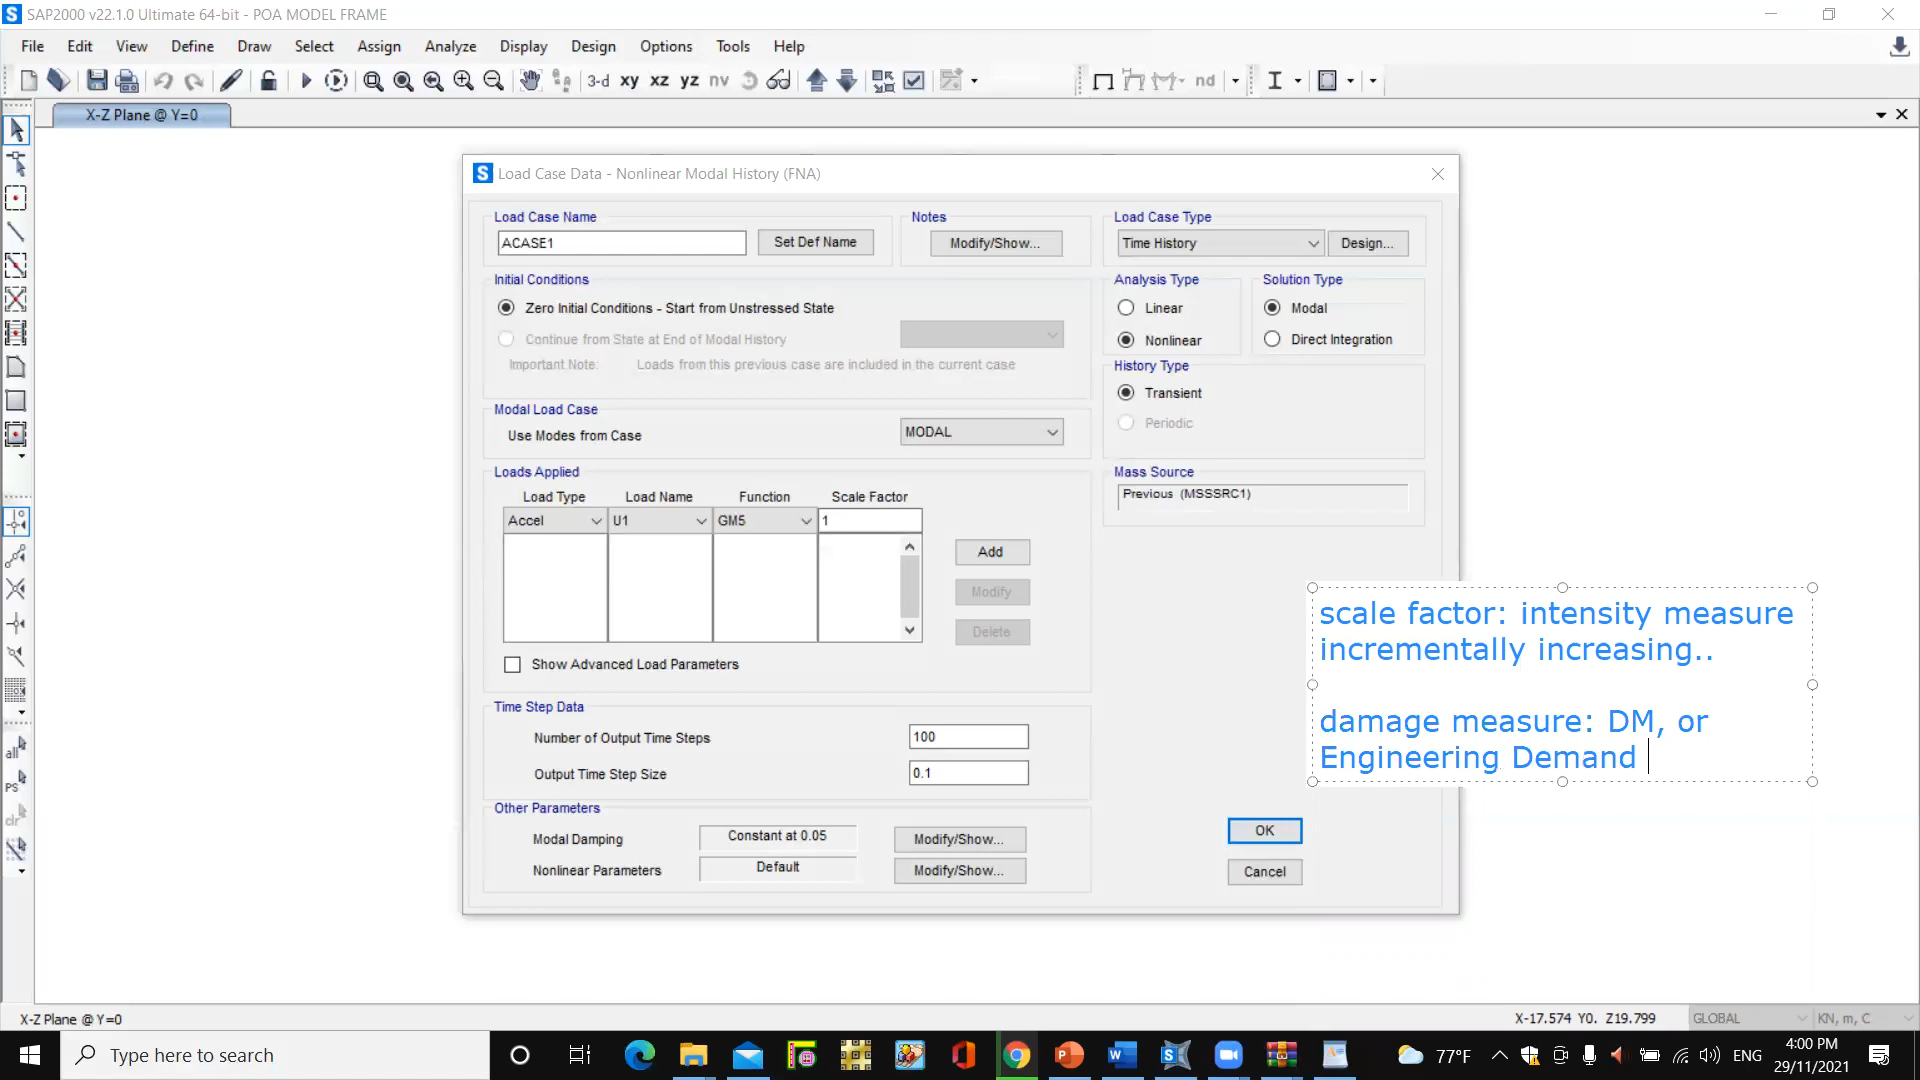 SAP2000 v22.1.0 Ultimate 64-bit - POA MODEL FRAME
File Edit View Define Draw Select Assign Analyze Display Design Options Tools Help
3-d xy xz yz nv nd
X-Z Plane @ Y=0
Load Case Data - Nonlinear Modal History (FNA)
Load Case Name
ACASE1
Set Def Name
Notes
Modify/Show...
Load Case Type
Time History
Design...
Initial Conditions
Zero Initial Conditions - Start from Unstressed State
Continue from State at End of Modal History
Important Note: Loads from this previous case are included in the current case
Analysis Type
Linear
Nonlinear
Solution Type
Modal
Direct Integration
History Type
Transient
Periodic
Modal Load Case
Use Modes from Case
MODAL
Loads Applied
Load Type Load Name Function Scale Factor
Accel U1 GM5 1
Add
Modify
Delete
Show Advanced Load Parameters
Mass Source
Previous (MSSSRC1)
Time Step Data
Number of Output Time Steps 100
Output Time Step Size 0.1
Other Parameters
Modal Damping Constant at 0.05 Modify/Show...
Nonlinear Parameters Default Modify/Show...
OK
Cancel
scale factor: intensity measure
incrementally increasing..
damage measure: DM, or
Engineering Demand
all
PS
clr
X-Z Plane @ Y=0
X-17.574 Y0. Z19.799
GLOBAL
KN, m, C
Type here to search
77°F
ENG
4:00 PM
29/11/2021